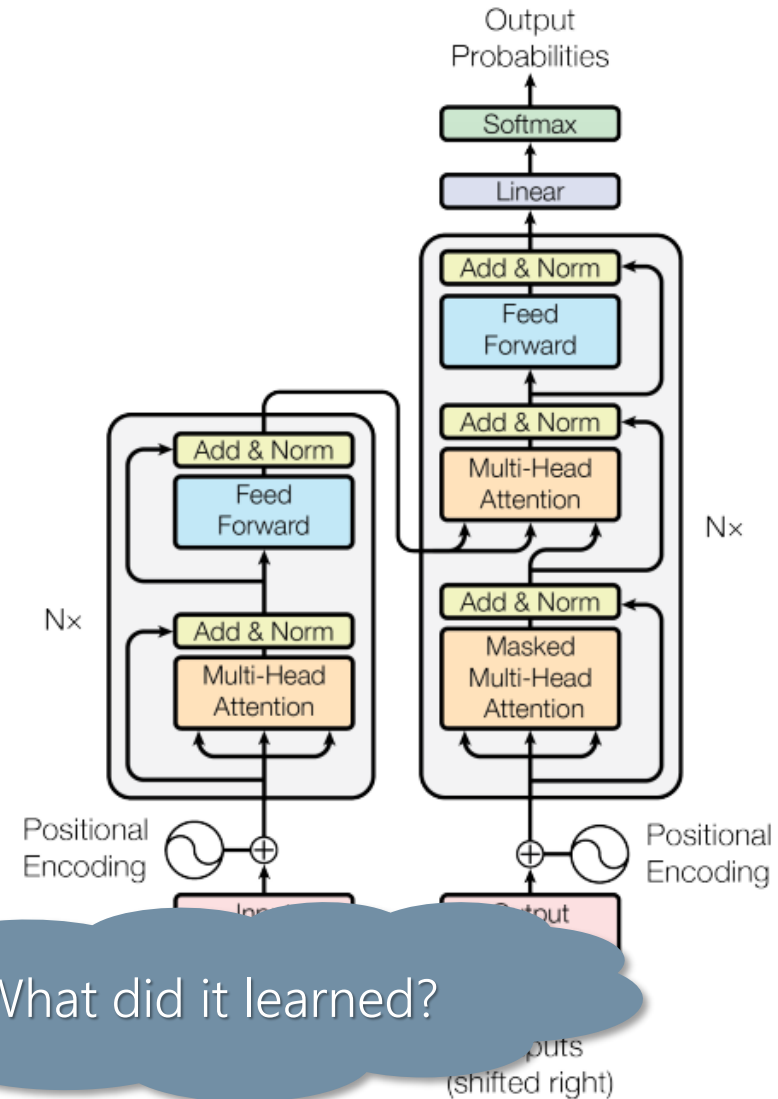 Output
Probabilities
Softmax
Linear
Add & Norm
Feed
Forward
Add & Norm
Multi-Head
Attention
Nx
Add & Norm
Masked
Multi-Head
Attention
Add & Norm
Feed
Forward
Nx
Add & Norm
Multi-Head
Attention
Positional
Encoding
Positional
Encoding
What did it learned?
(shifted right)